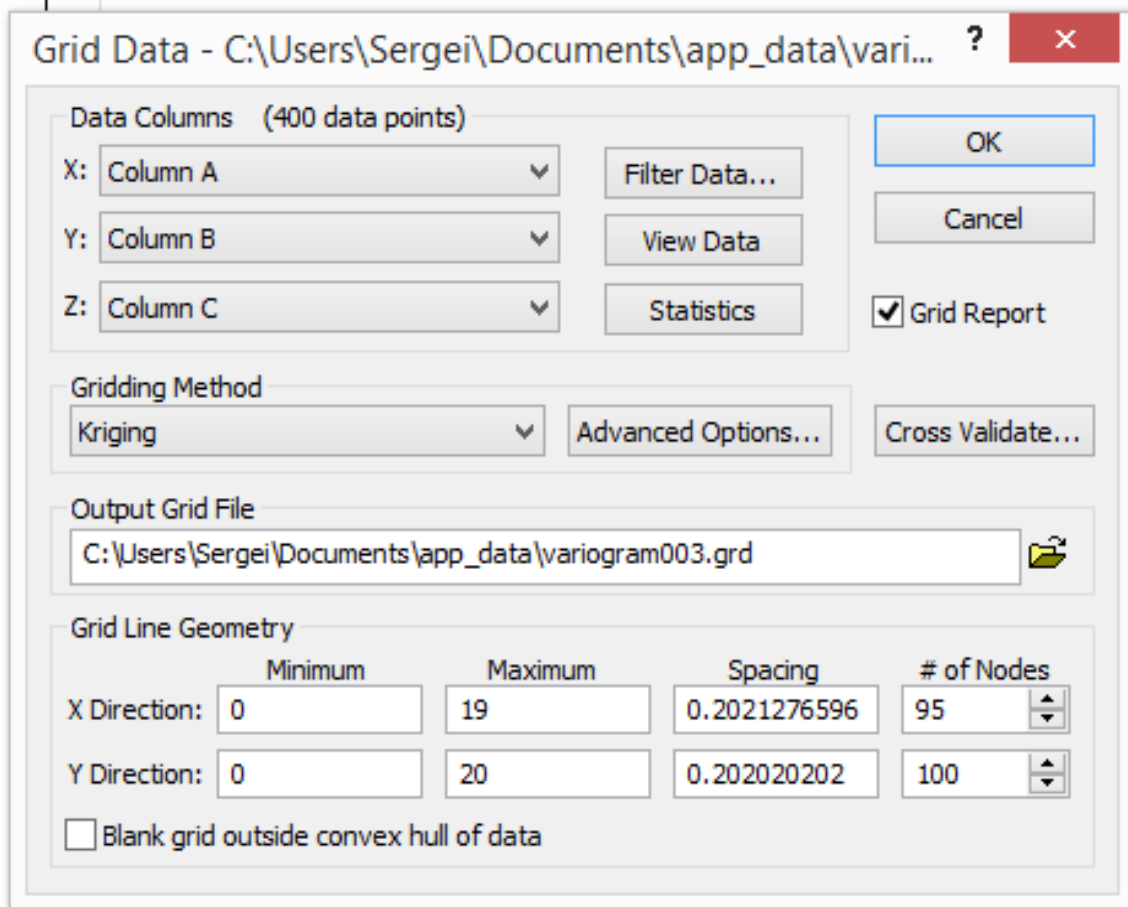 Grid Data - C:\Users\Sergei\Documents\app_data\vari... ?
Data Columns (400 data points)
X: Column A
Filter Data...
Y: Column B
View Data
Z: Column C
Statistics
OK
Cancel
Grid Report
Gridding Method
Kriging
Advanced Options...
Cross Validate...
Output Grid File
C:\Users\Sergei\Documents\app_data\variogram003.grd
Grid Line Geometry
Minimum Maximum Spacing # of Nodes
X Direction: 0 19 0.2021276596 95
Y Direction: 0 20 0.202020202 100
Blank grid outside convex hull of data